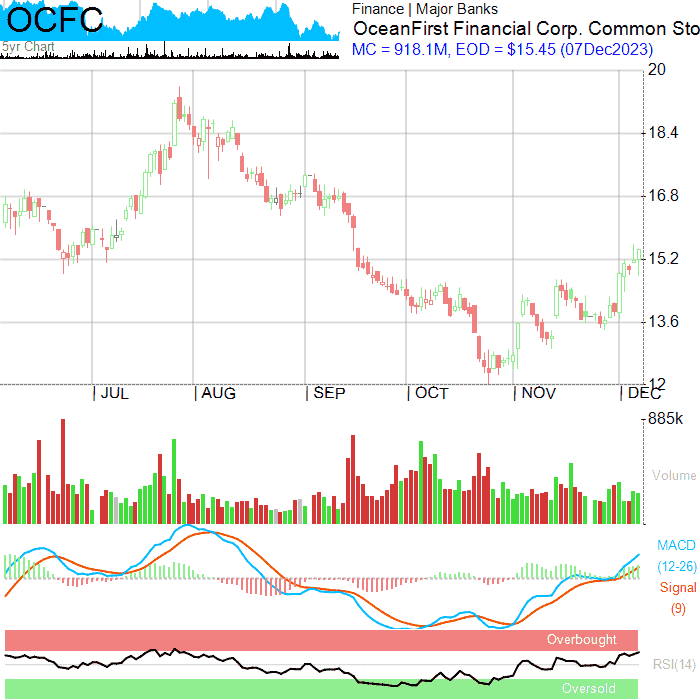 OCFC
5yr Chart
Finance | Major Banks
OceanFirst Financial Corp. Common Sto
MC = 918.1M, EOD = $15.45 (07Dec2023)
20
18.4
16.8
15.2
13.6
12
JUL AUG SEP OCT NOV DEC
885k
Volume
MACD
(12-26)
Signal
(9)
Overbought
RSI(14)
Oversold